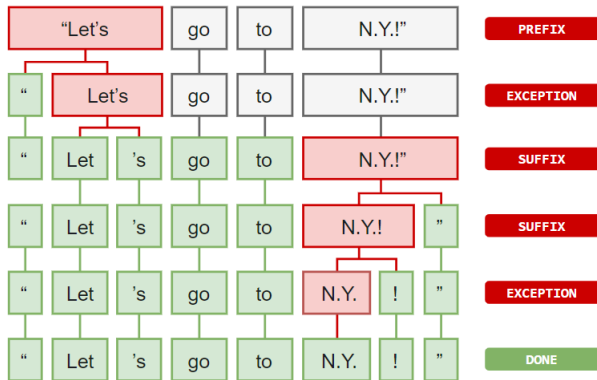 “Let’s go to N.Y.!” PREFIX
“ Let’s go to N.Y.!” EXCEPTION
“ Let ’s go to N.Y.!” SUFFIX
“ Let ’s go to N.Y.! ” SUFFIX
“ Let ’s go to N.Y. ! ” EXCEPTION
“ Let ’s go to N.Y. ! ” DONE